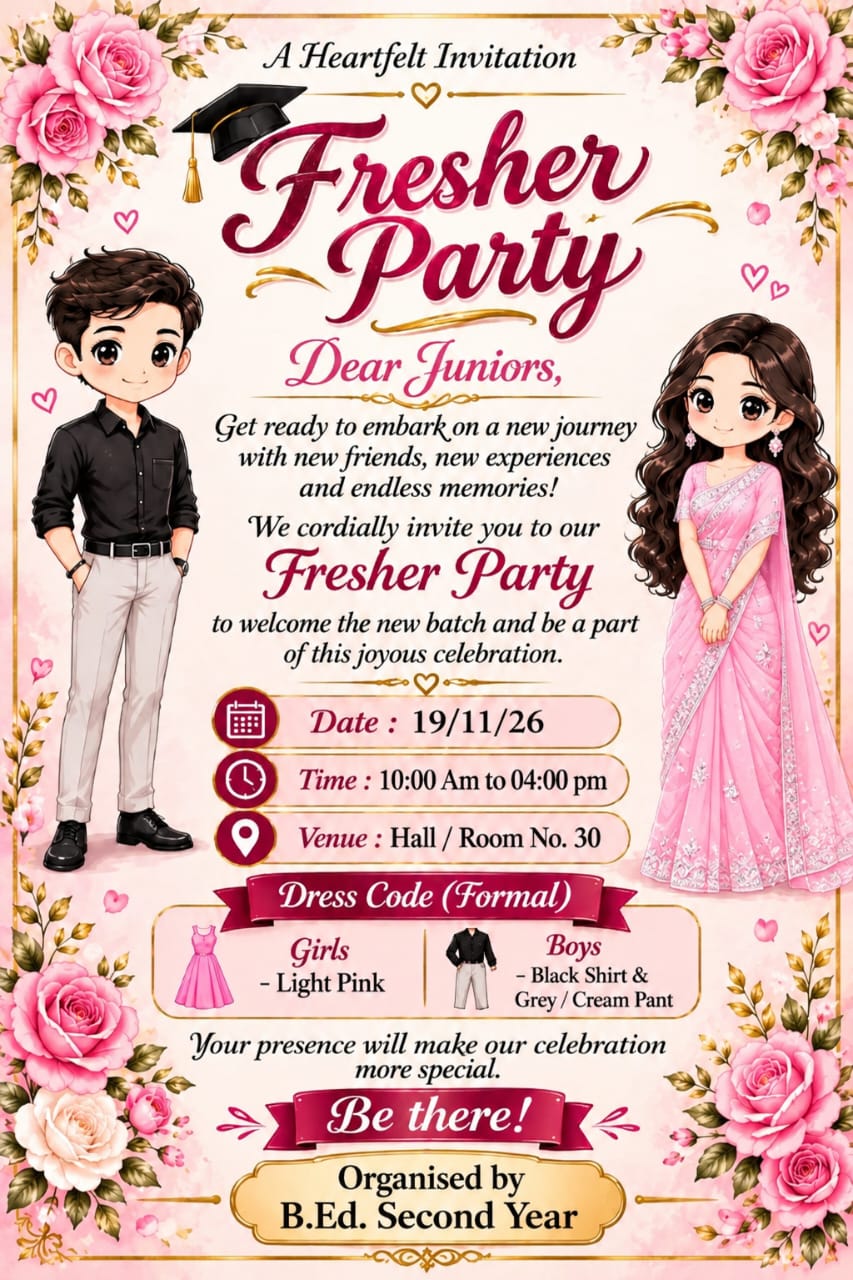 A Heartfelt Invitation
Fresher
Party
Dear Juniors,
Get ready to embark on a new journey
with new friends, new experiences
and endless memories!
We cordially invite you to our
Fresher Party
to welcome the new batch and be a part
of this joyous celebration.
Date : 19/11/26
Time : 10:00 Am to 04:00 pm
Venue : Hall / Room No. 30
Dress Code (Formal)
Girls
- Light Pink
Boys
- Black Shirt &
Grey / Cream Pant
Your presence will make our celebration
more special.
Be there!
Organised by
B.Ed. Second Year